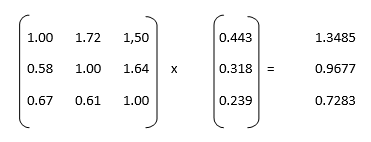 1.00 1.72 1,50 0.443 1.3485
0.58 1.00 1.64 x 0.318 = 0.9677
0.67 0.61 1.00 0.239 0.7283